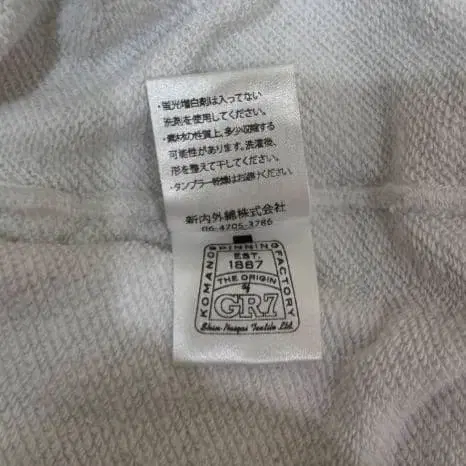 ・蛍光増白剤は入ってない
洗剤を使用してください。
・素材の性質上、多少収縮する
可能性があります。洗濯後、
形を整えて干してください。
・タンブラー乾燥はお避けください。
新内外綿株式会社
06-4705-3786
KOMANO SPINNING FACTORY
EST.
1887
THE ORIGIN
of
GR7
Shin-Naigai Textile Ltd.